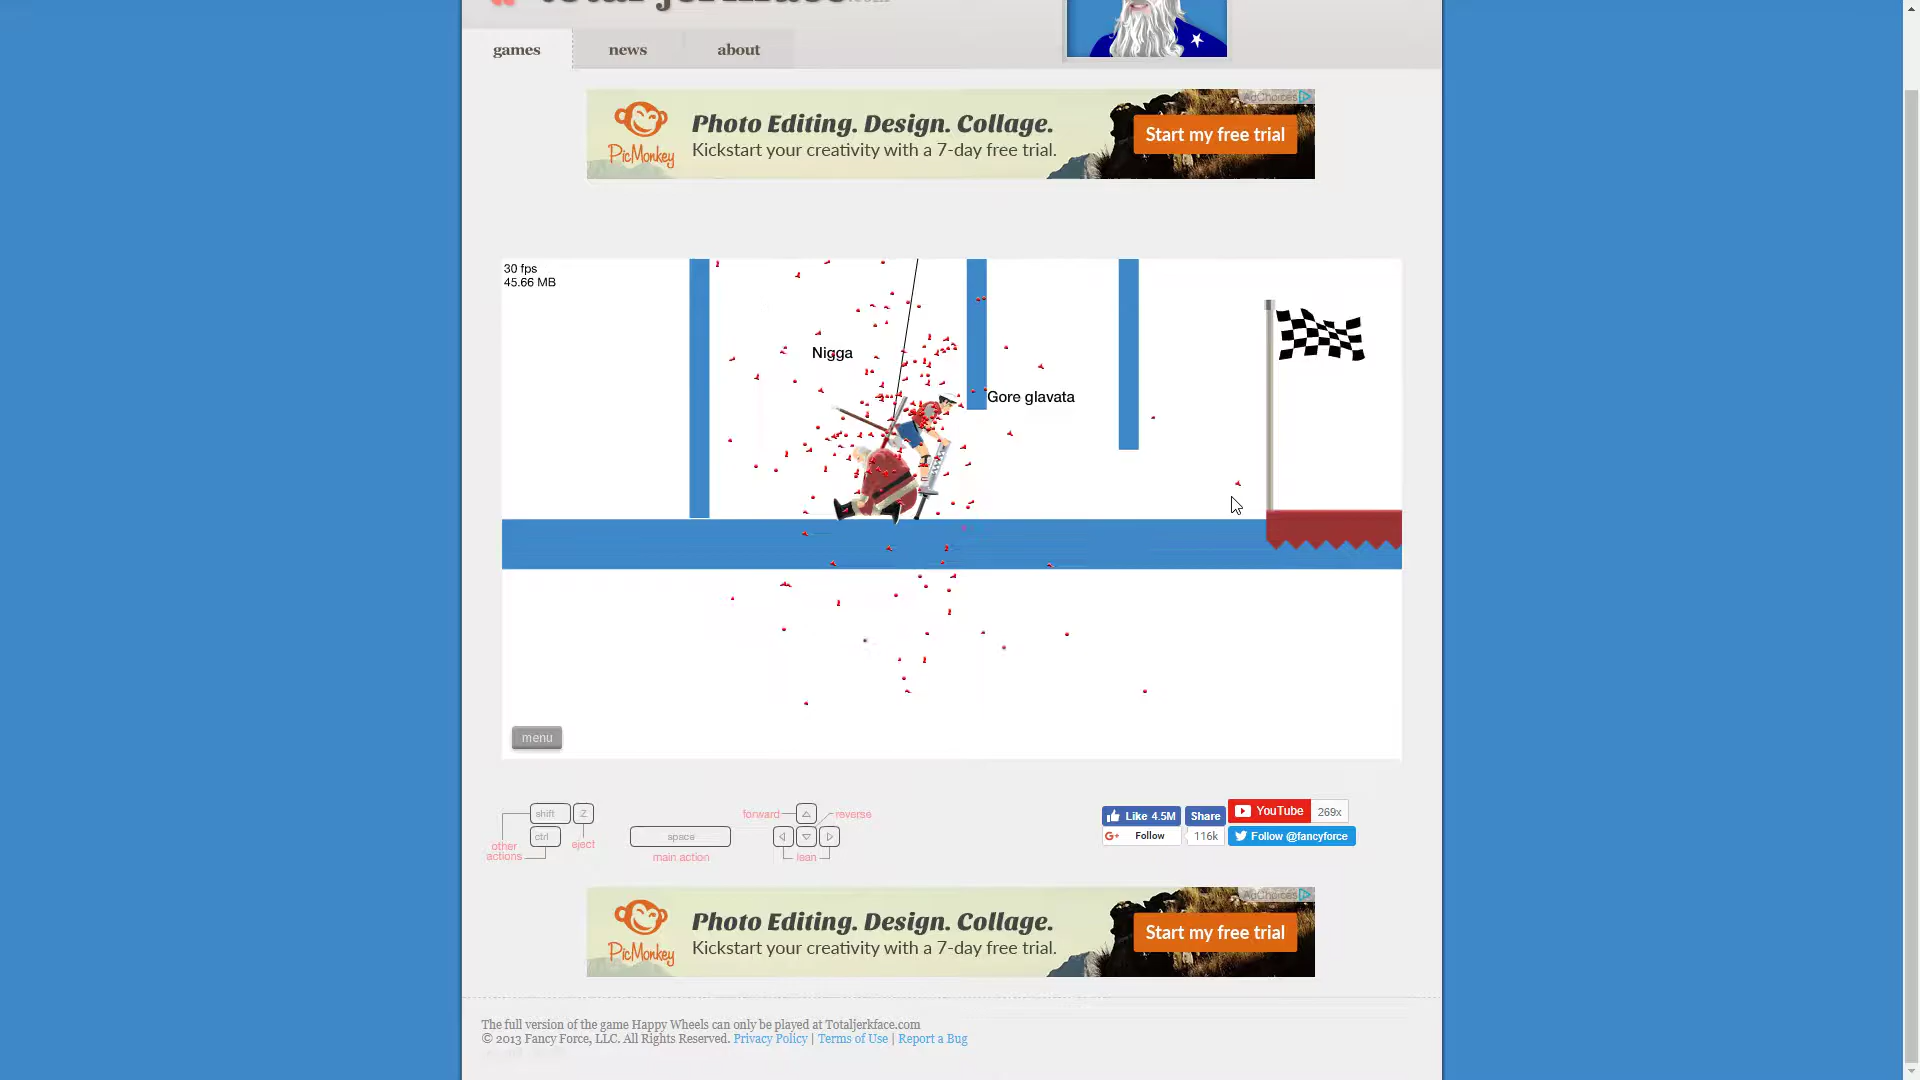 total jerkface.com
games
news
about
AdChoices
PicMonkey
Photo Editing. Design. Collage.
Kickstart your creativity with a 7-day free trial.
Start my free trial
30 fps
45.66 MB
Nigga
Gore glavata
menu
shift
Z
ctrl
eject
other
actions
space
main action
forward
reverse
lean
Like 4.5M
Share
YouTube
269x
G+
Follow
116k
Follow @fancyforce
AdChoices
PicMonkey
Photo Editing. Design. Collage.
Kickstart your creativity with a 7-day free trial.
Start my free trial
The full version of the game Happy Wheels can only be played at Totaljerkface.com
© 2013 Fancy Force, LLC. All Rights Reserved. Privacy Policy | Terms of Use | Report a Bug